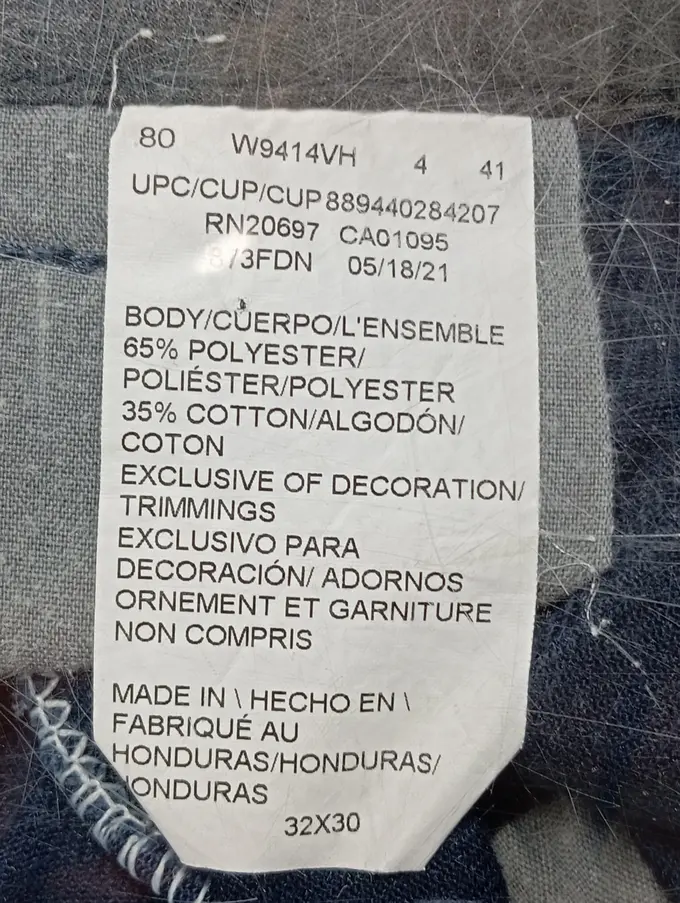 80 W9414VH 4 41
UPC/CUP/CUP 889440284207
RN20697 CA01095
/3FDN 05/18/21
BODY/CUERPO/L'ENSEMBLE
65% POLYESTER/
POLIÉSTER/POLYESTER
35% COTTON/ALGODÓN/
COTON
EXCLUSIVE OF DECORATION/
TRIMMINGS
EXCLUSIVO PARA
DECORACIÓN/ ADORNOS
ORNEMENT ET GARNITURE
NON COMPRIS
MADE IN \ HECHO EN \
FABRIQUÉ AU
HONDURAS/HONDURAS/
HONDURAS
32X30